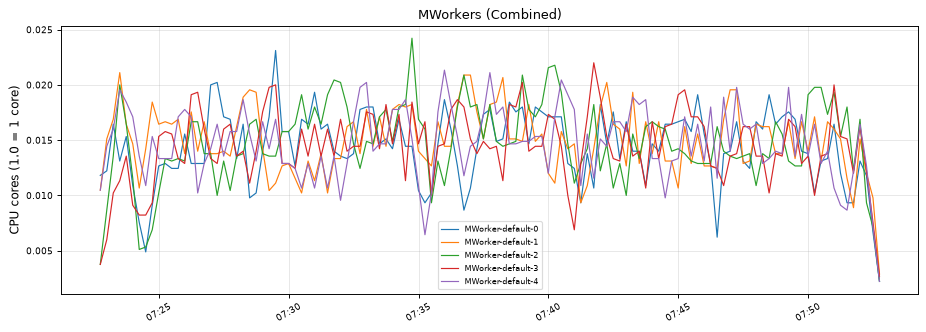 MWorkers (Combined)
CPU cores (1.0 = 1 core)
0.025
0.020
0.015
0.010
0.005
MWorker-default-0
MWorker-default-1
MWorker-default-2
MWorker-default-3
MWorker-default-4
07:25
07:30
07:35
07:40
07:45
07:50